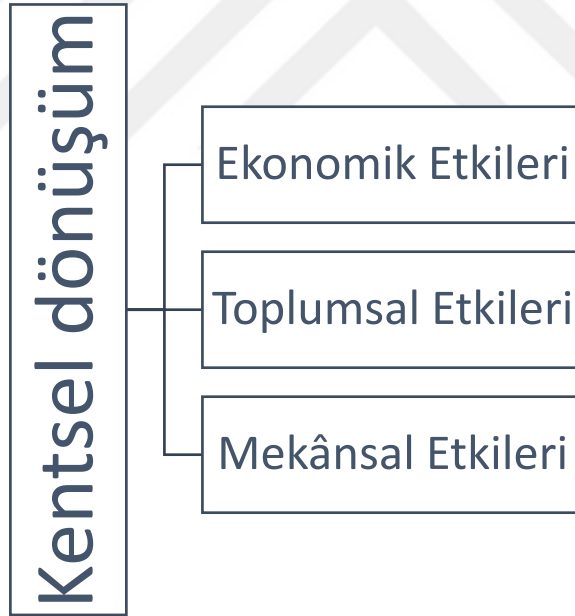 Kentsel dönüşüm
Ekonomik Etkileri
Toplumsal Etkileri
Mekânsal Etkileri